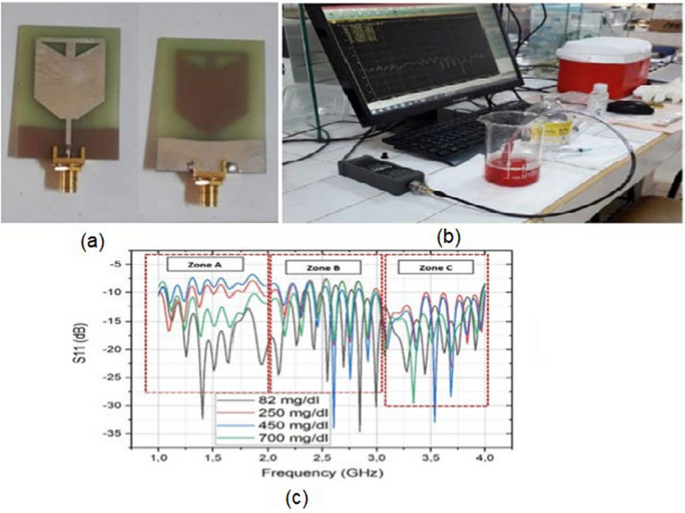 (a)
(b)
Zone A
Zone B
Zone C
-5
-10
-15
-20
-25
-30
-35
S11 (dB)
82 mg/dl
250 mg/dl
450 mg/dl
700 mg/dl
1,0
1,5
2,0
2,5
3,0
3,5
4,0
Frequency (GHz)
(c)